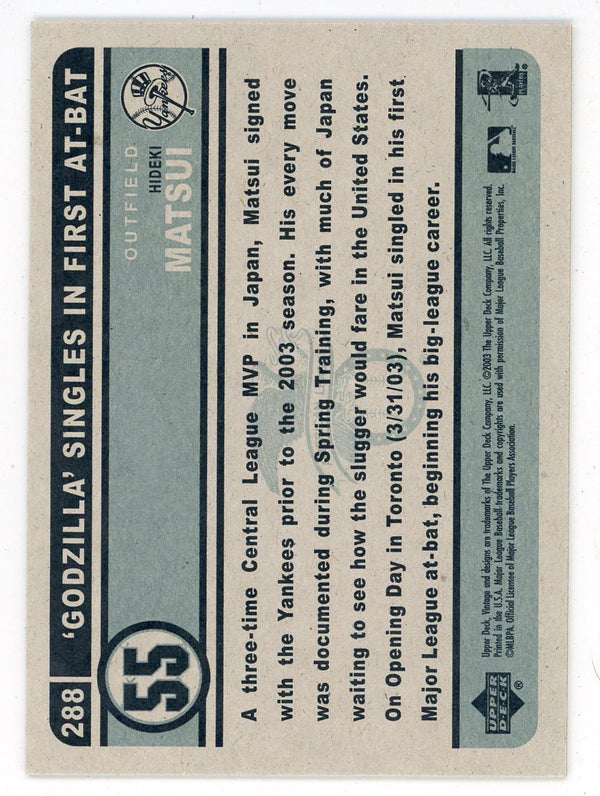 288 'GODZILLA' SINGLES IN FIRST AT-BAT
55
OUTFIELD
HIDEKI
MATSUI
Yankees
A three-time Central League MVP in Japan, Matsui signed
with the Yankees prior to the 2003 season. His every move
was documented during Spring Training, with much of Japan
waiting to see how the slugger would fare in the United States.
On Opening Day in Toronto (3/31/03), Matsui singled in his first
Major League at-bat, beginning his big-league career.
UPPER
DECK
®
Upper Deck, Vintage and designs are trademarks of The Upper Deck Company, LLC. ©2003 The Upper Deck Company, LLC. All rights reserved.
Printed in the U.S.A. Major League Baseball trademarks and copyrights are used with permission of Major League Baseball Properties, Inc.
©MLBPA. Official Licensee of Major League Baseball Players Association.